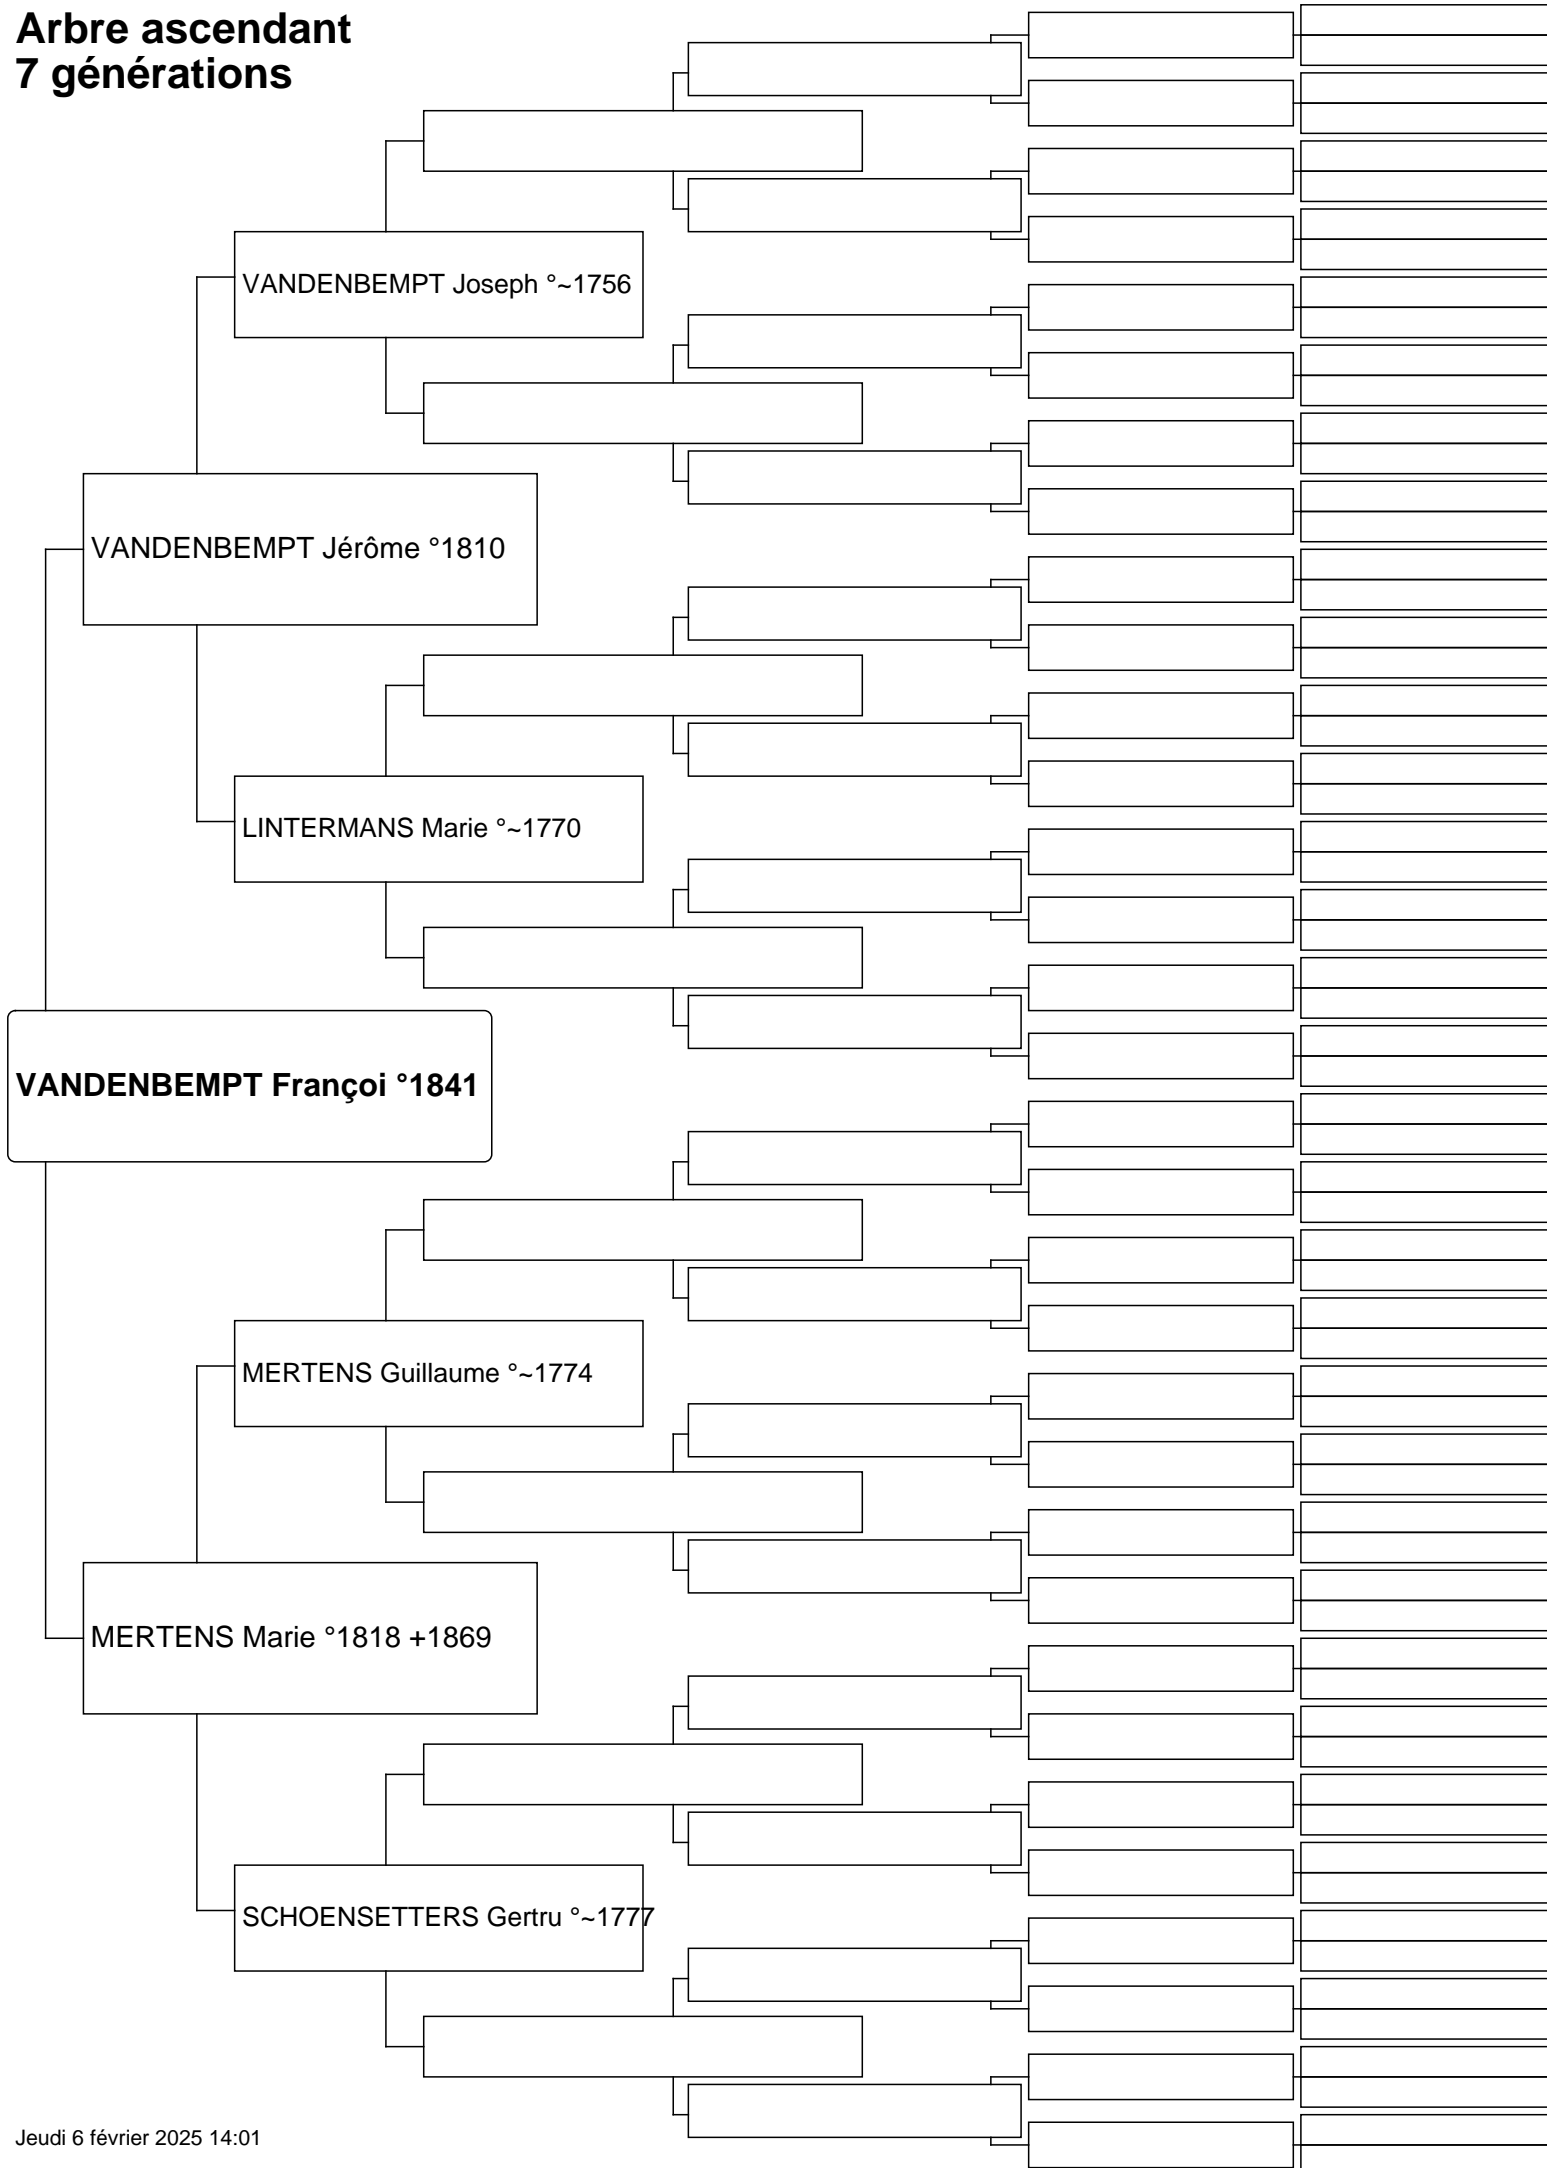 Arbre ascendant
7 générations
VANDENBEMPT Joseph °~1756
VANDENBEMPT Jérôme °1810
LINTERMANS Marie °~1770
VANDENBEMPT Françoi °1841
MERTENS Guillaume °~1774
MERTENS Marie °1818 +1869
SCHOENSETTERS Gertru °~1777
Jeudi 6 février 2025 14:01